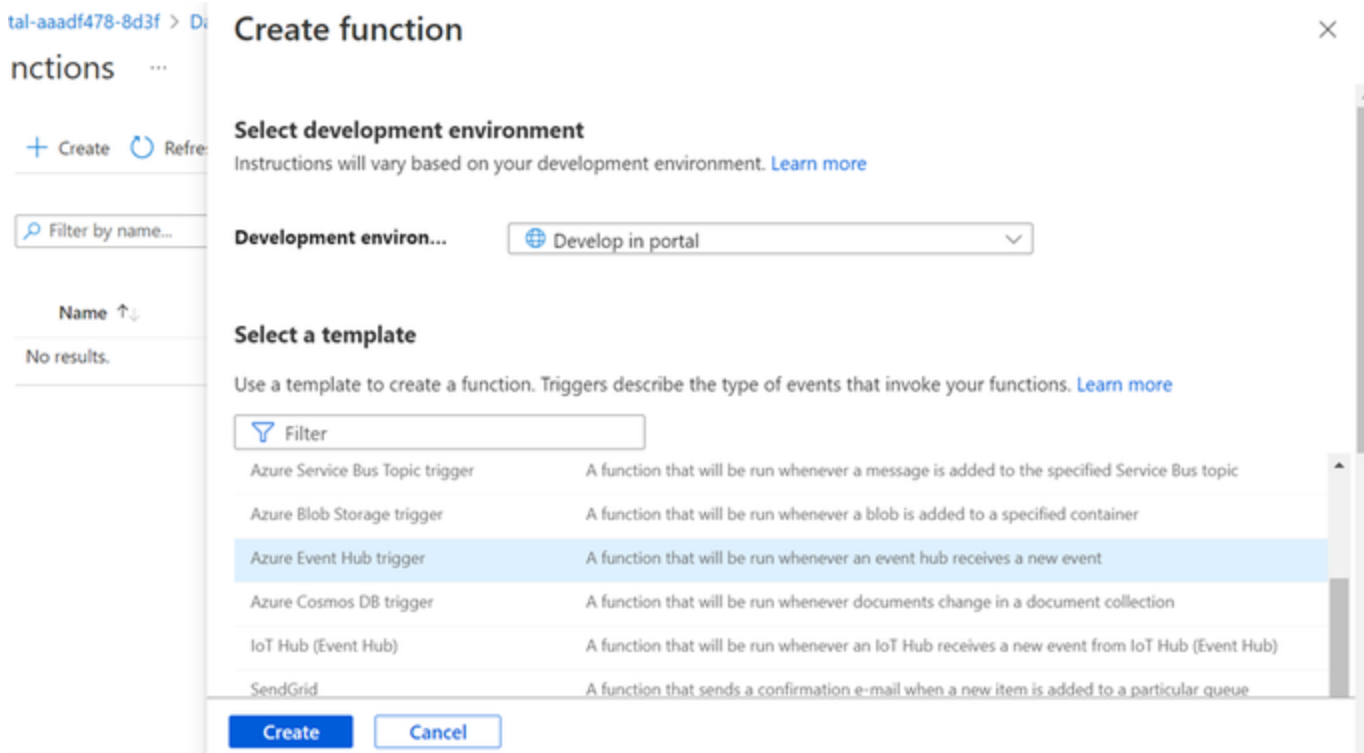 tal-aaadf478-8d3f > Da
nctions ...
+ Create Refre
Filter by name...
Name ↑↓
No results.
Create function
Select development environment
Instructions will vary based on your development environment. Learn more
Development environ... Develop in portal
Select a template
Use a template to create a function. Triggers describe the type of events that invoke your functions. Learn more
Filter
Azure Service Bus Topic trigger A function that will be run whenever a message is added to the specified Service Bus topic
Azure Blob Storage trigger A function that will be run whenever a blob is added to a specified container
Azure Event Hub trigger A function that will be run whenever an event hub receives a new event
Azure Cosmos DB trigger A function that will be run whenever documents change in a document collection
IoT Hub (Event Hub) A function that will be run whenever an IoT Hub receives a new event from IoT Hub (Event Hub)
SendGrid A function that sends a confirmation e-mail when a new item is added to a particular queue
Create Cancel